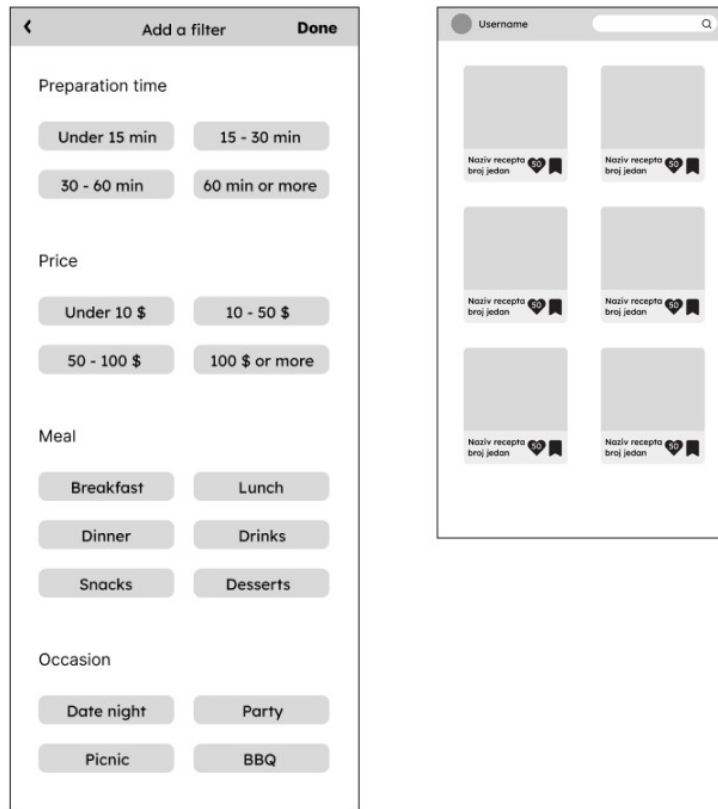 Add a filter Done
Preparation time
Under 15 min 15 - 30 min
30 - 60 min 60 min or more
Price
Under 10 $ 10 - 50 $
50 - 100 $ 100 $ or more
Meal
Breakfast Lunch
Dinner Drinks
Snacks Desserts
Occasion
Date night Party
Picnic BBQ
Username
Naziv recepta
broj jedan
50
Naziv recepta
broj jedan
50
Naziv recepta
broj jedan
50
Naziv recepta
broj jedan
50
Naziv recepta
broj jedan
50
Naziv recepta
broj jedan
50